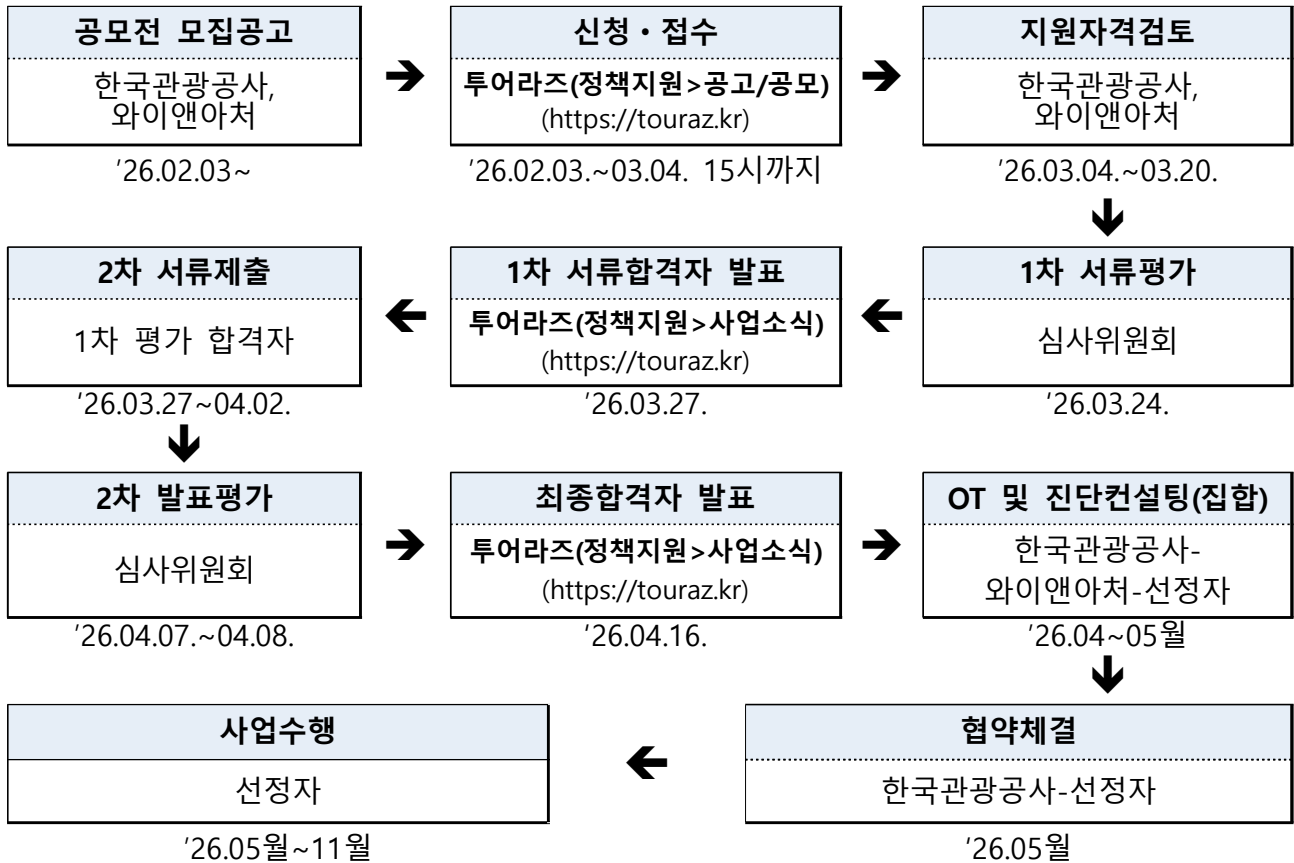 공모전 모집공고
한국관광공사,
와이앤아처
'26.02.03~
신청·접수
투어라즈(정책지원>공고/공모)
(https://touraz.kr)
'26.02.03.~03.04. 15시까지
지원자격검토
한국관광공사,
와이앤아처
'26.03.04.~03.20.
1차 서류평가
심사위원회
'26.03.24.
1차 서류합격자 발표
투어라즈(정책지원>사업소식)
(https://touraz.kr)
'26.03.27.
2차 서류제출
1차 평가 합격자
'26.03.27~04.02.
2차 발표평가
심사위원회
'26.04.07.~04.08.
최종합격자 발표
투어라즈(정책지원>사업소식)
(https://touraz.kr)
'26.04.16.
OT 및 진단컨설팅(집합)
한국관광공사-
와이앤아처-선정자
'26.04~05월
협약체결
한국관광공사-선정자
'26.05월
사업수행
선정자
'26.05월~11월